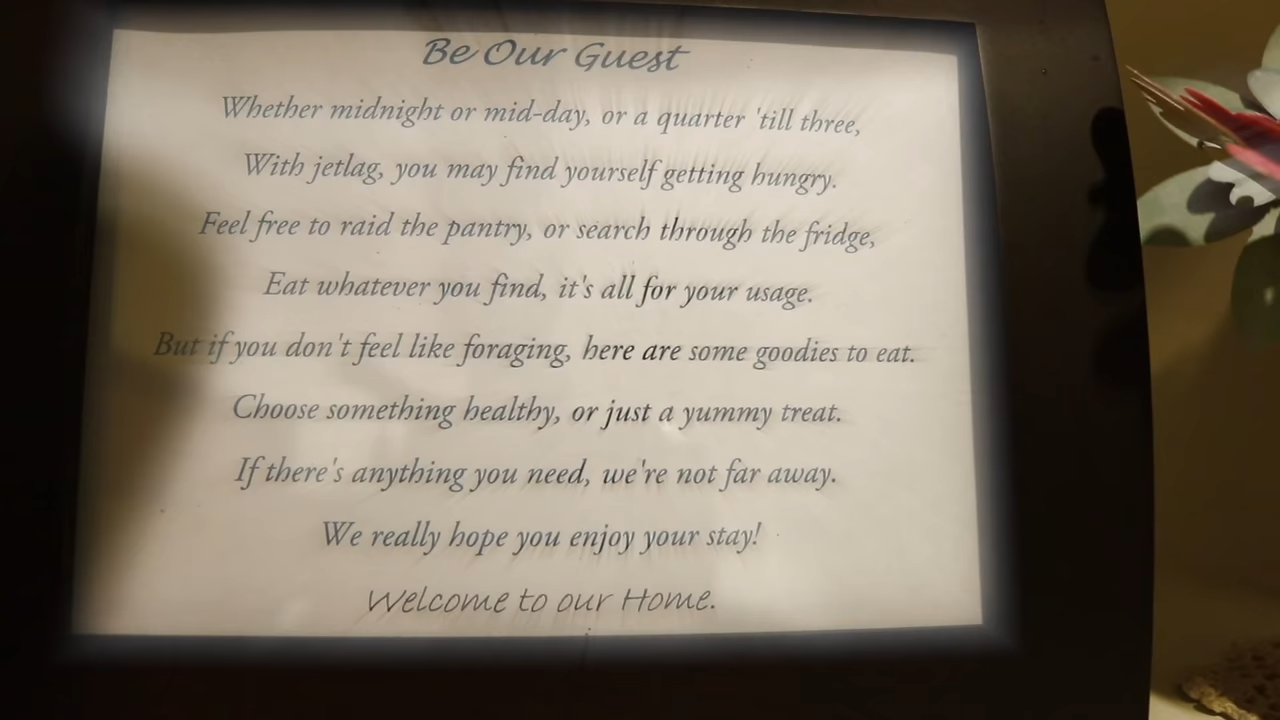 Be Our Guest
Whether midnight or mid-day, or a quarter 'till three,
With jetlag, you may find yourself getting hungry.
Feel free to raid the pantry, or search through the fridge,
Eat whatever you find, it's all for your usage.
But if you don't feel like foraging, here are some goodies to eat.
Choose something healthy, or just a yummy treat.
If there's anything you need, we're not far away.
We really hope you enjoy your stay!
Welcome to our Home.